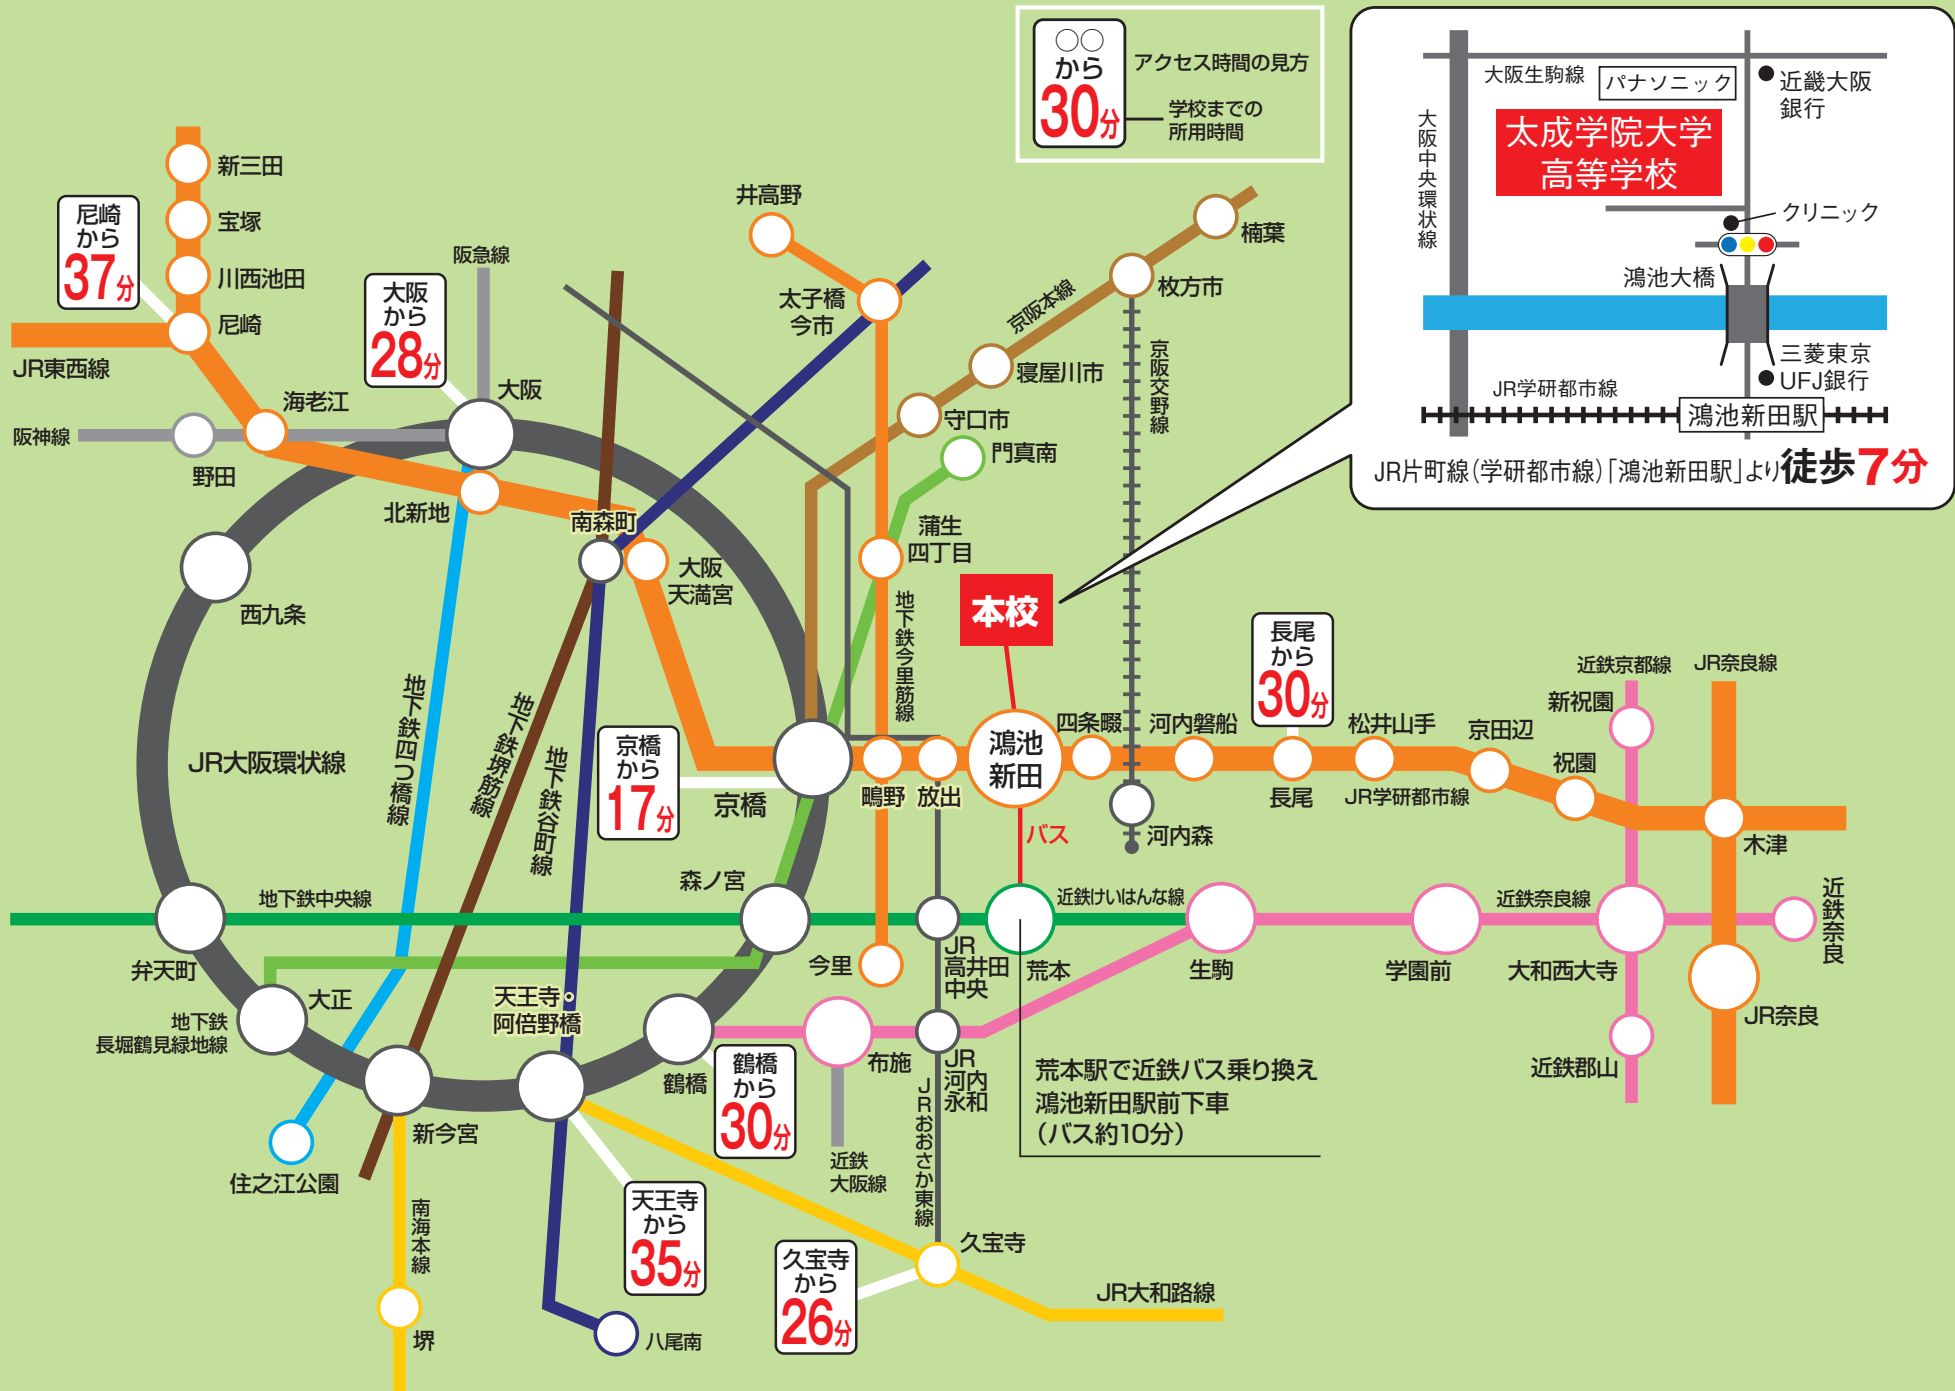 ○○
から
30分
アクセス時間の見方
学校までの
所用時間
大阪生駒線
パナソニック
近畿大阪
銀行
大阪中央環状線
太成学院大学
高等学校
クリニック
鴻池大橋
三菱東京
UFJ銀行
JR学研都市線
鴻池新田駅
JR片町線(学研都市線)「鴻池新田駅」より徒歩7分
新三田
宝塚
川西池田
尼崎
尼崎
から
37分
JR東西線
阪急線
大阪
から
28分
大阪
海老江
阪神線
野田
北新地
南森町
大阪
天満宮
西九条
井高野
太子橋
今市
楠葉
枚方市
京阪本線
寝屋川市
守口市
門真南
京阪交野線
蒲生
四丁目
地下鉄今里筋線
本校
鴻池
新田
四条畷
河内磐船
長尾
から
30分
長尾
松井山手
JR学研都市線
京田辺
祝園
近鉄京都線
新祝園
JR奈良線
木津
河内森
バス
JR大阪環状線
地下鉄四つ橋線
地下鉄堺筋線
地下鉄谷町線
京橋
から
17分
京橋
鴫野
放出
森ノ宮
地下鉄中央線
近鉄けいはんな線
近鉄奈良線
近鉄奈良
弁天町
大正
地下鉄
長堀鶴見緑地線
天王寺・
阿倍野橋
今里
JR
高井田
中央
荒本
生駒
学園前
大和西大寺
JR奈良
近鉄郡山
鶴橋
鶴橋
から
30分
布施
JR
河内
永和
JRおおさか東線
近鉄
大阪線
荒本駅で近鉄バス乗り換え
鴻池新田駅前下車
(バス約10分)
新今宮
住之江公園
南海本線
堺
天王寺
から
35分
八尾南
久宝寺
から
26分
久宝寺
JR大和路線